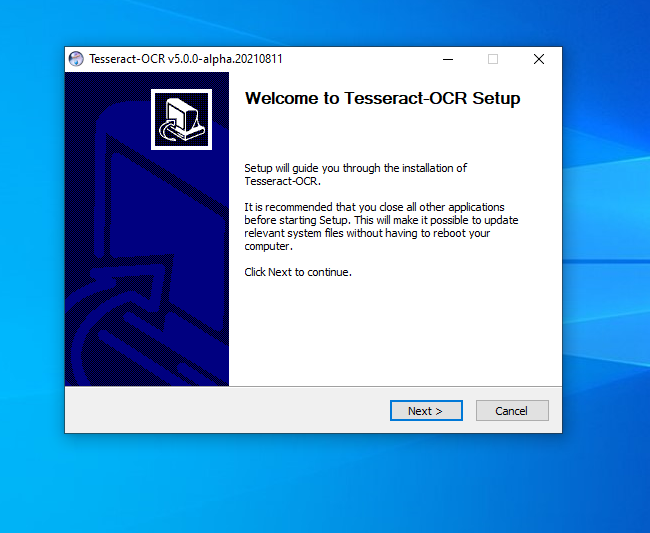 Tesseract-OCR v5.0.0-alpha.20210811
Welcome to Tesseract-OCR Setup
Setup will guide you through the installation of
Tesseract-OCR.
It is recommended that you close all other applications
before starting Setup. This will make it possible to update
relevant system files without having to reboot your
computer.
Click Next to continue.
Next >
Cancel